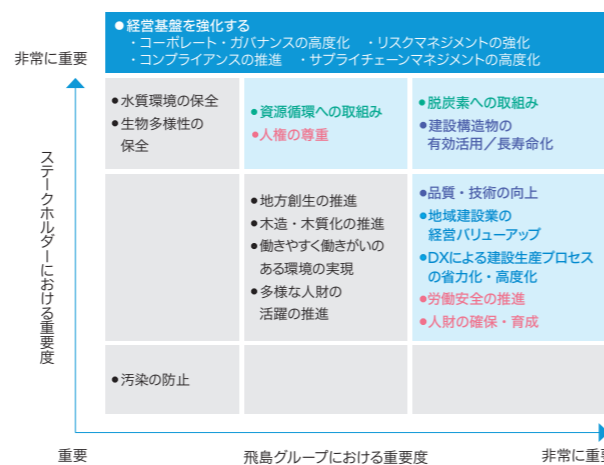 ●経営基盤を強化する
・コーポレート・ガバナンスの高度化 ・リスクマネジメントの強化
・コンプライアンスの推進 ・サプライチェーンマネジメントの高度化
非常に重要
●水質環境の保全
●生物多様性の
保全
●資源循環への取組み
●人権の尊重
●脱炭素への取組み
●建設構造物の
有効活用／長寿命化
ステークホルダーにおける重要度
●地方創生の推進
●木造・木質化の推進
●働きやすく働きがいの
ある環境の実現
●多様な人財の
活躍の推進
●品質・技術の向上
●地域建設業の
経営バリューアップ
●DXによる建設生産プロセス
の省力化・高度化
●労働安全の推進
●人財の確保・育成
●汚染の防止
重要
飛島グループにおける重要度
非常に重要